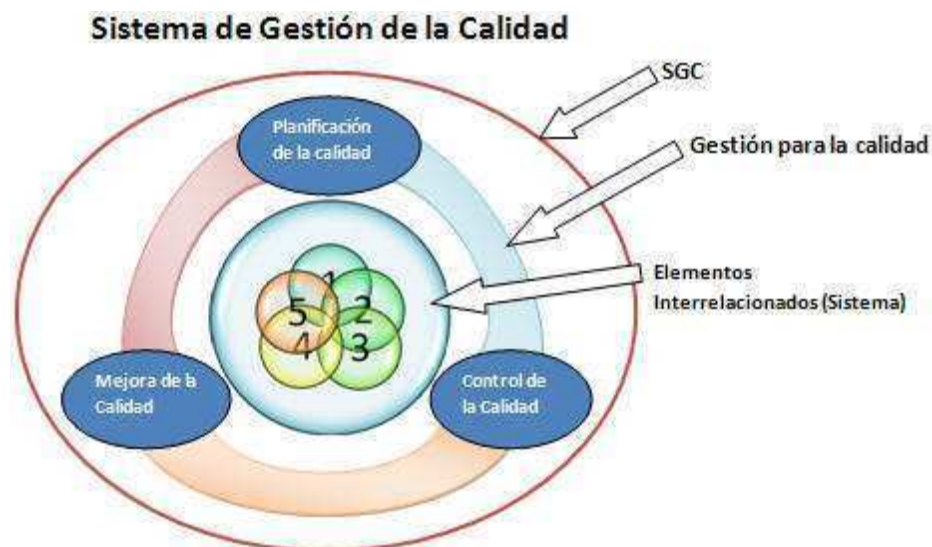 Sistema de Gestión de la Calidad
SGC
Planificación
de la calidad
Gestión para la calidad
Elementos
Interrelacionados (Sistema)
1
5
2
4
3
Mejora de la
Calidad
Control de
la Calidad